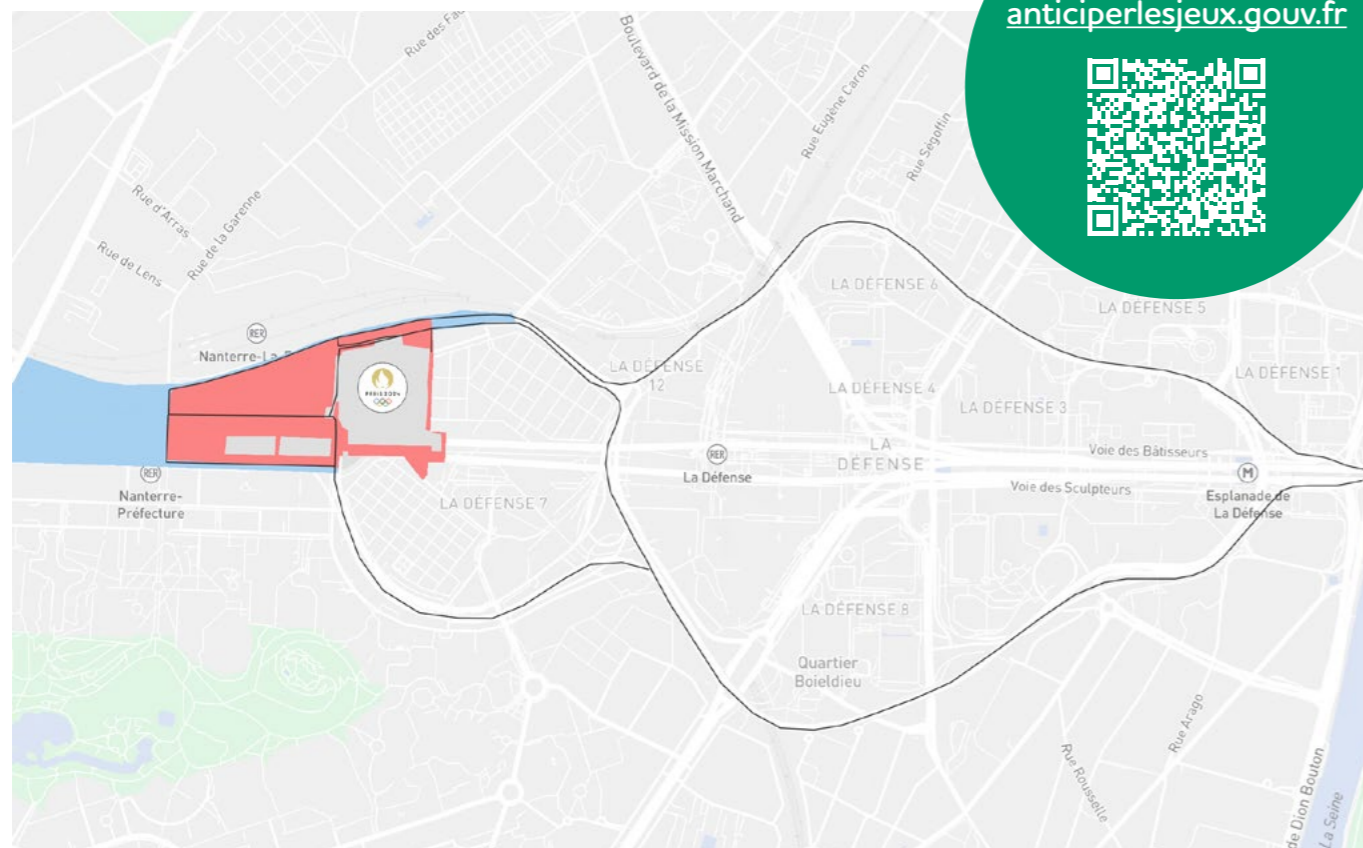 anticiperlesjeux.gouv.fr
Boulevard de la Mission Marchand
Rue Eugène Caron
Rue Ségoffin
Rue d'Arras
Rue de la Garenne
Rue de Lens
LA DÉFENSE 6
LA DÉFENSE 5
RER
Nanterre-La
PARIS 2024
LA DÉFENSE
12
LA DÉFENSE 4
LA DÉFENSE 1
LA DÉFENSE 3
RER
La Défense
LA
DÉFENSE
Voie des Bâtisseurs
Voie des Sculpteurs
M
Esplanade de
La Défense
RER
Nanterre-
Préfecture
LA DÉFENSE 7
LA DÉFENSE 8
Quartier
Boieldieu
Rue Arago
Rue Rousselle
de Dion Bouton
La Seine